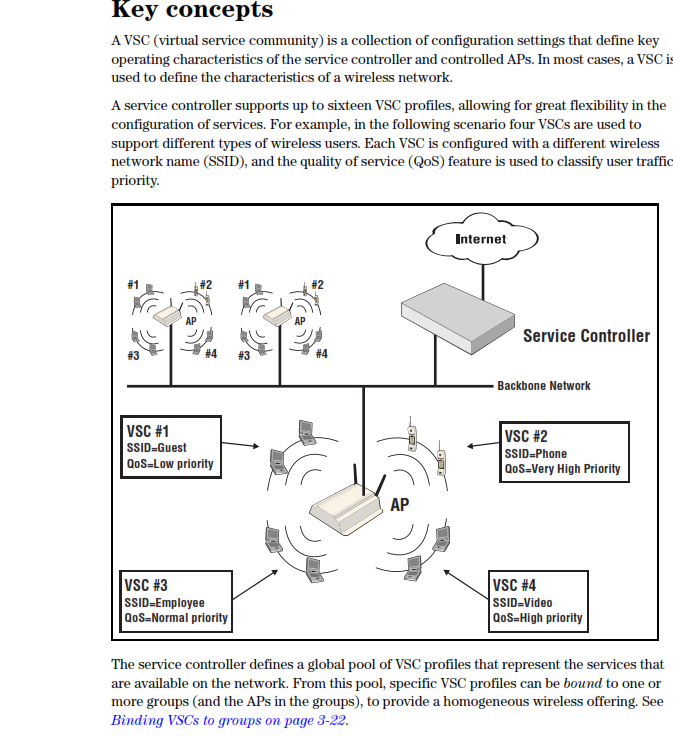 Key concepts
A VSC (virtual service community) is a collection of configuration settings that define key
operating characteristics of the service controller and controlled APs. In most cases, a VSC is
used to define the characteristics of a wireless network.
A service controller supports up to sixteen VSC profiles, allowing for great flexibility in the
configuration of services. For example, in the following scenario four VSCs are used to
support different types of wireless users. Each VSC is configured with a different wireless
network name (SSID), and the quality of service (QoS) feature is used to classify user traffic
priority.
Internet
#1
#2
#1
#2
AP
AP
#3
#4
#3
#4
Service Controller
Backbone Network
VSC #1
SSID=Guest
QoS=Low priority
VSC #2
SSID=Phone
QoS=Very High Priority
AP
VSC #3
SSID=Employee
QoS=Normal priority
VSC #4
SSID=Video
QoS=High priority
The service controller defines a global pool of VSC profiles that represent the services that
are available on the network. From this pool, specific VSC profiles can be bound to one or
more groups (and the APs in the groups), to provide a homogeneous wireless offering. See
Binding VSCs to groups on page 3-22.